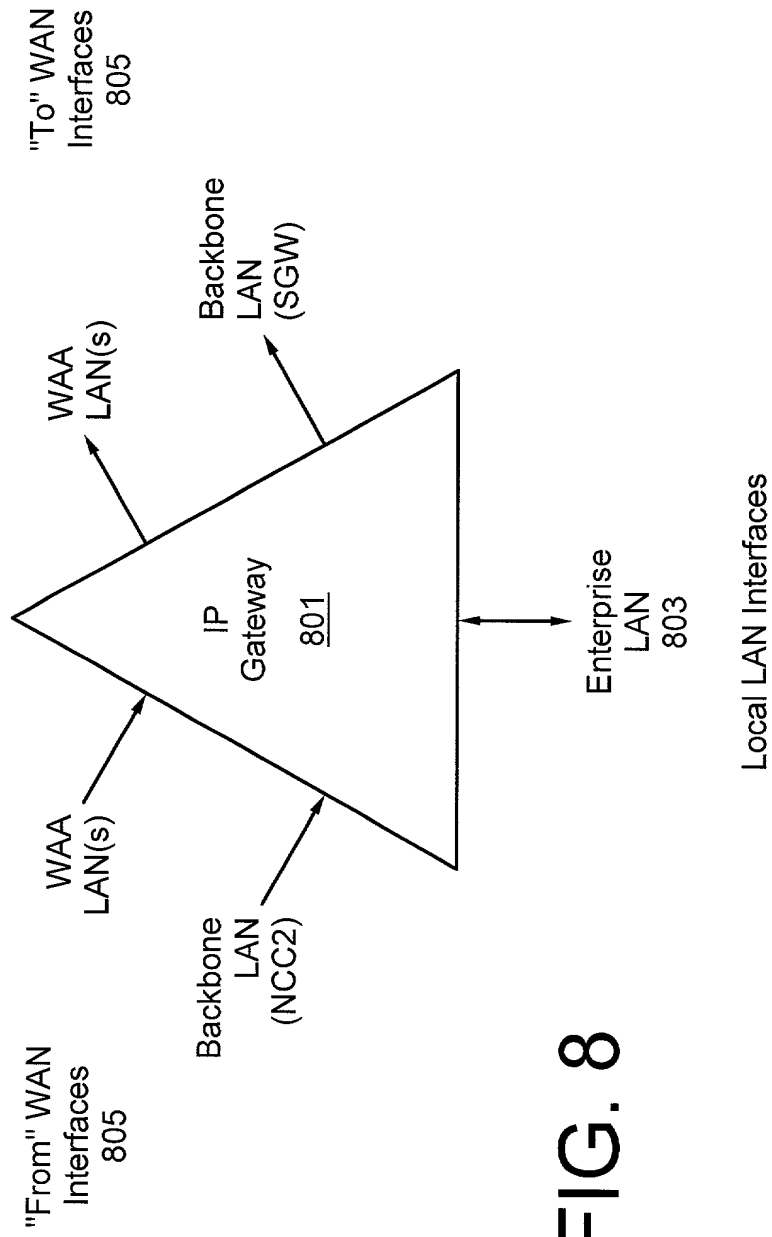 "From" WAN
Interfaces
805
"To" WAN
Interfaces
805
WAA
LAN(s)
WAA
LAN(s)
Backbone
LAN
(NCC2)
Backbone
LAN
(SGW)
IP
Gateway
801
Enterprise
LAN
803
Local LAN Interfaces
FIG. 8